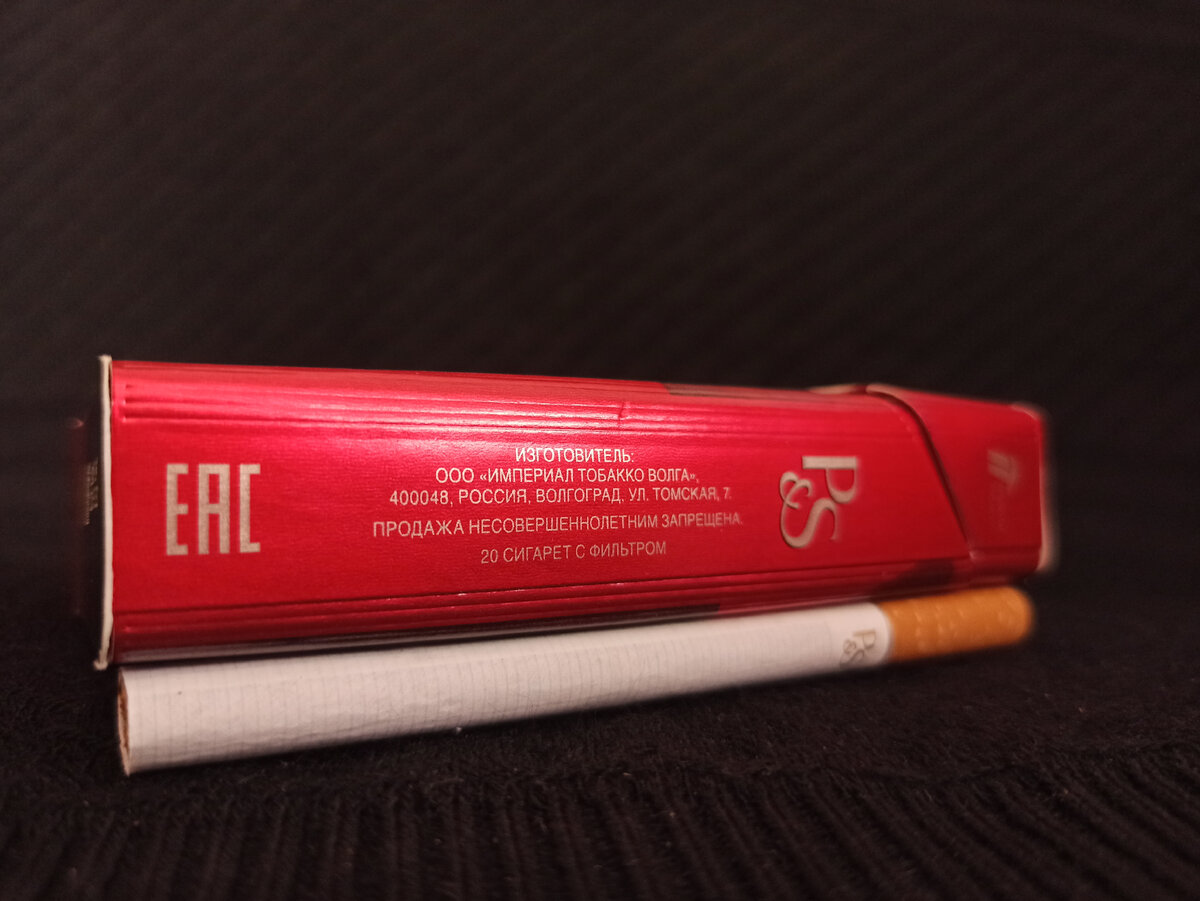 EAC
ИЗГОТОВИТЕЛЬ:
ООО «ИМПЕРИАЛ ТОБАККО ВОЛГА»,
400048, РОССИЯ, ВОЛГОГРАД, УЛ. ТОМСКАЯ, 7.
ПРОДАЖА НЕСОВЕРШЕННОЛЕТНИМ ЗАПРЕЩЕНА.
20 СИГАРЕТ С ФИЛЬТРОМ
P&S
P&S